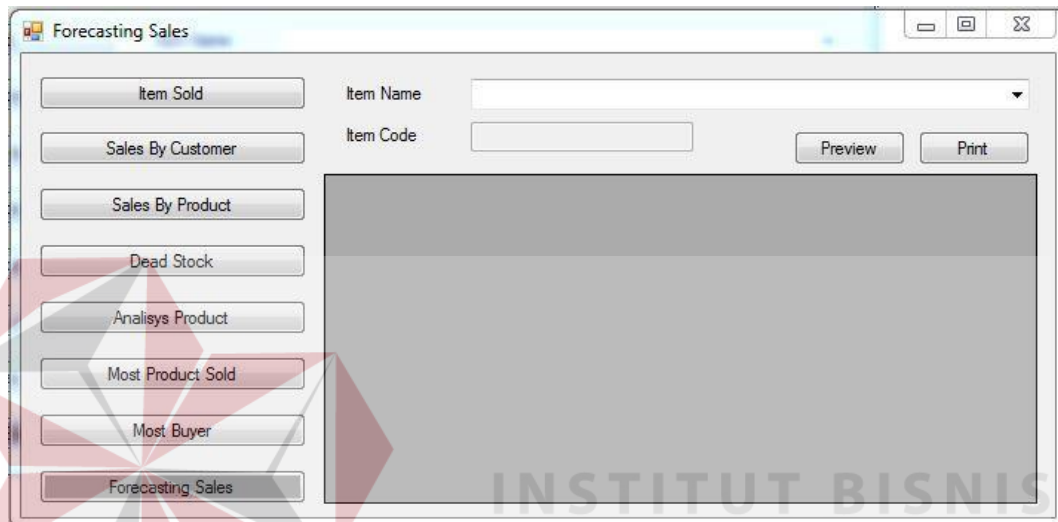 Forecasting Sales
Item Sold
Sales By Customer
Sales By Product
Dead Stock
Analisys Product
Most Product Sold
Most Buyer
Forecasting Sales
Item Name
Item Code
Preview Print
INSTITUT BISNIS